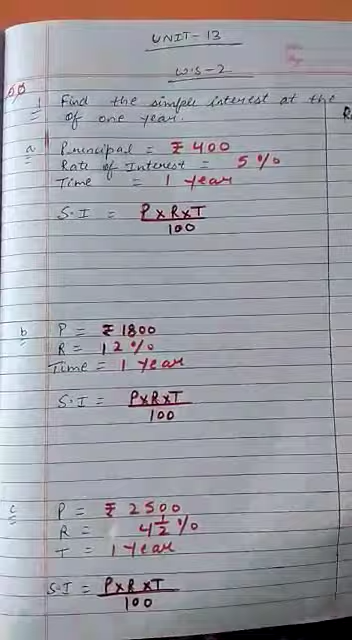 UNIT-13
W.S-2
1 Find the simple interest at the
of one year.
a Principal = ₹ 400
Rate of Interest = 5%
Time = 1 year
S.I = P×R×T
100
b P = ₹ 1800
R = 12%
Time = 1 year
S.I = P×R×T
100
c P = ₹ 2500
R = 4½%
T = 1 year
S.I = P×R×T
100